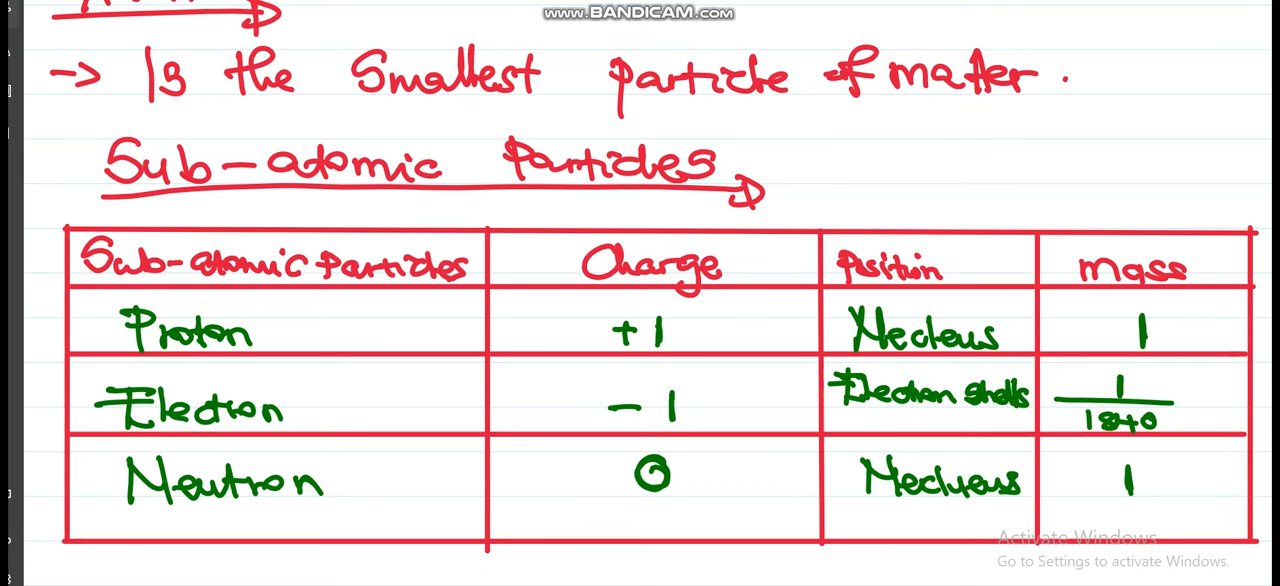 www.BANDICAM.com
→ Is the Smallest Particle of matter.
Sub-atomic Particles
Sub-atomic Particles Charge Position mass
Proton +1 Nucleus 1
Electron -1 Electron shells 1/1840
Neutron 0 Nucleus 1
Activate Windows
Go to Settings to activate Windows.